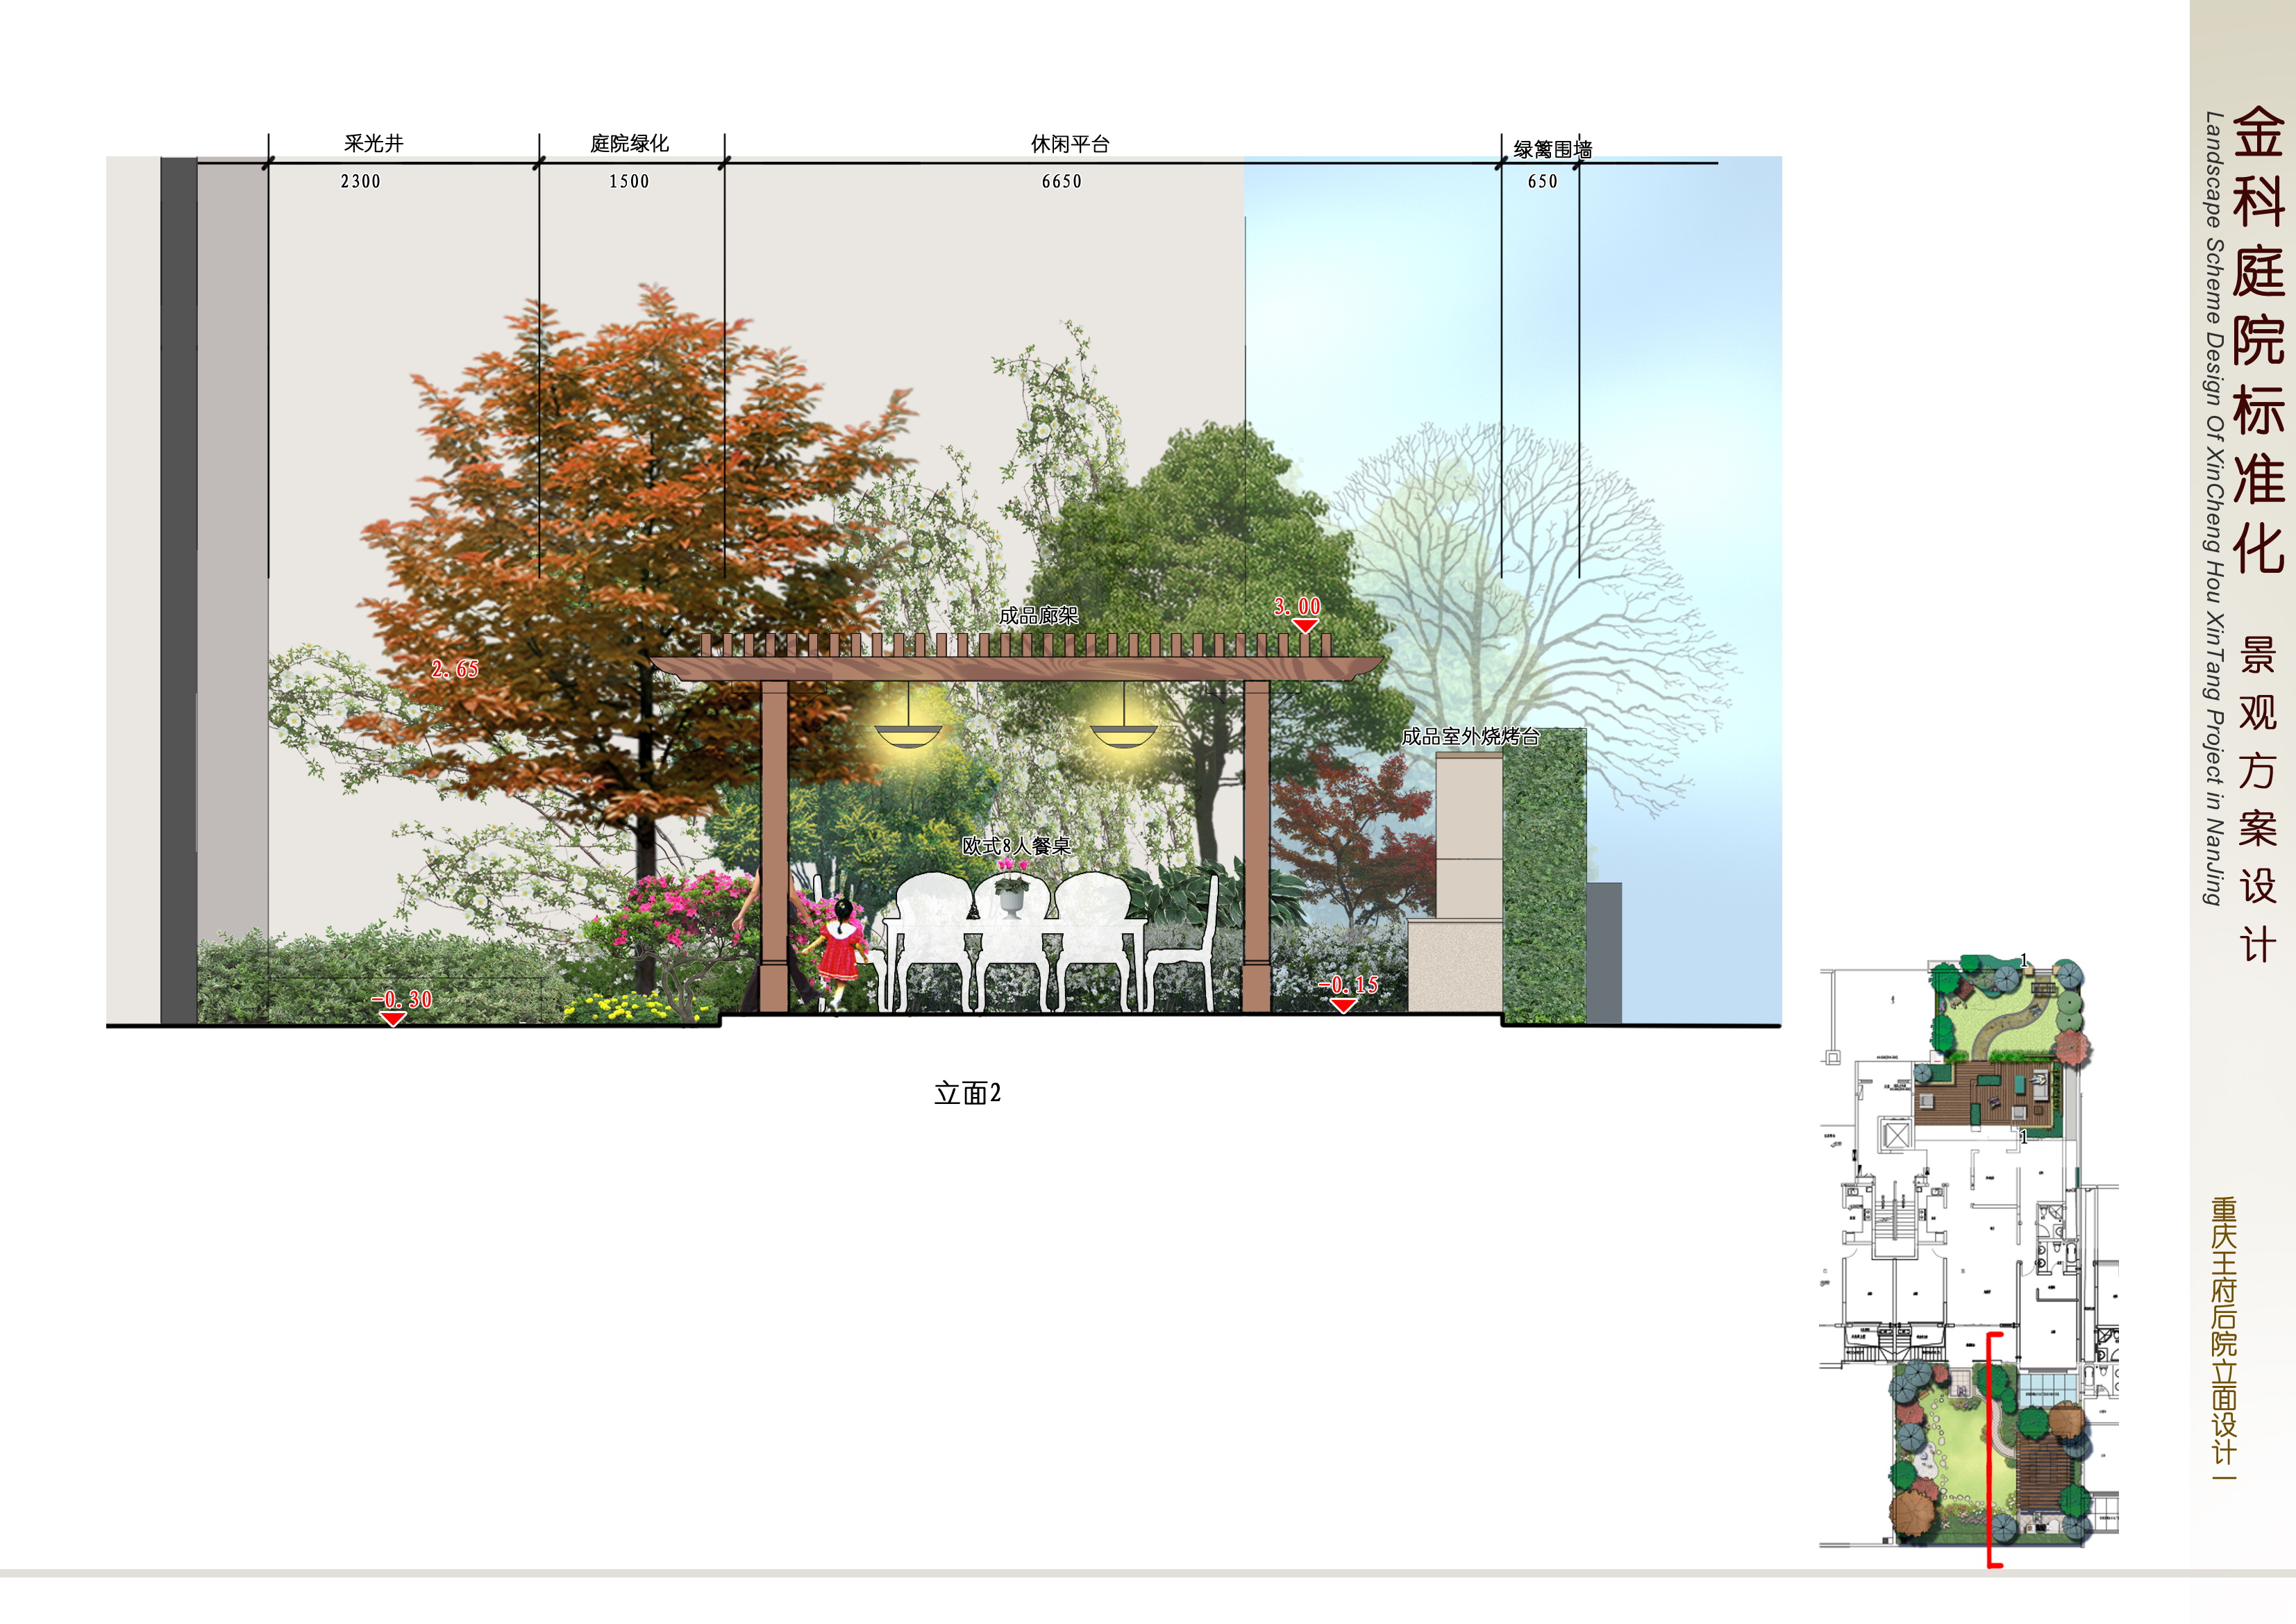 采光井
庭院绿化
休闲平台
绿篱围墙
2300
1500
6650
650
成品廊架
3.00
2.65
成品室外烧烤台
欧式8人餐桌
-0.30
-0.15
立面2
1
1
金科庭院标准化 景观方案设计
Landscape Scheme Design Of XinCheng Hou XinTang Project in NanJing
重庆王府后院立面设计一